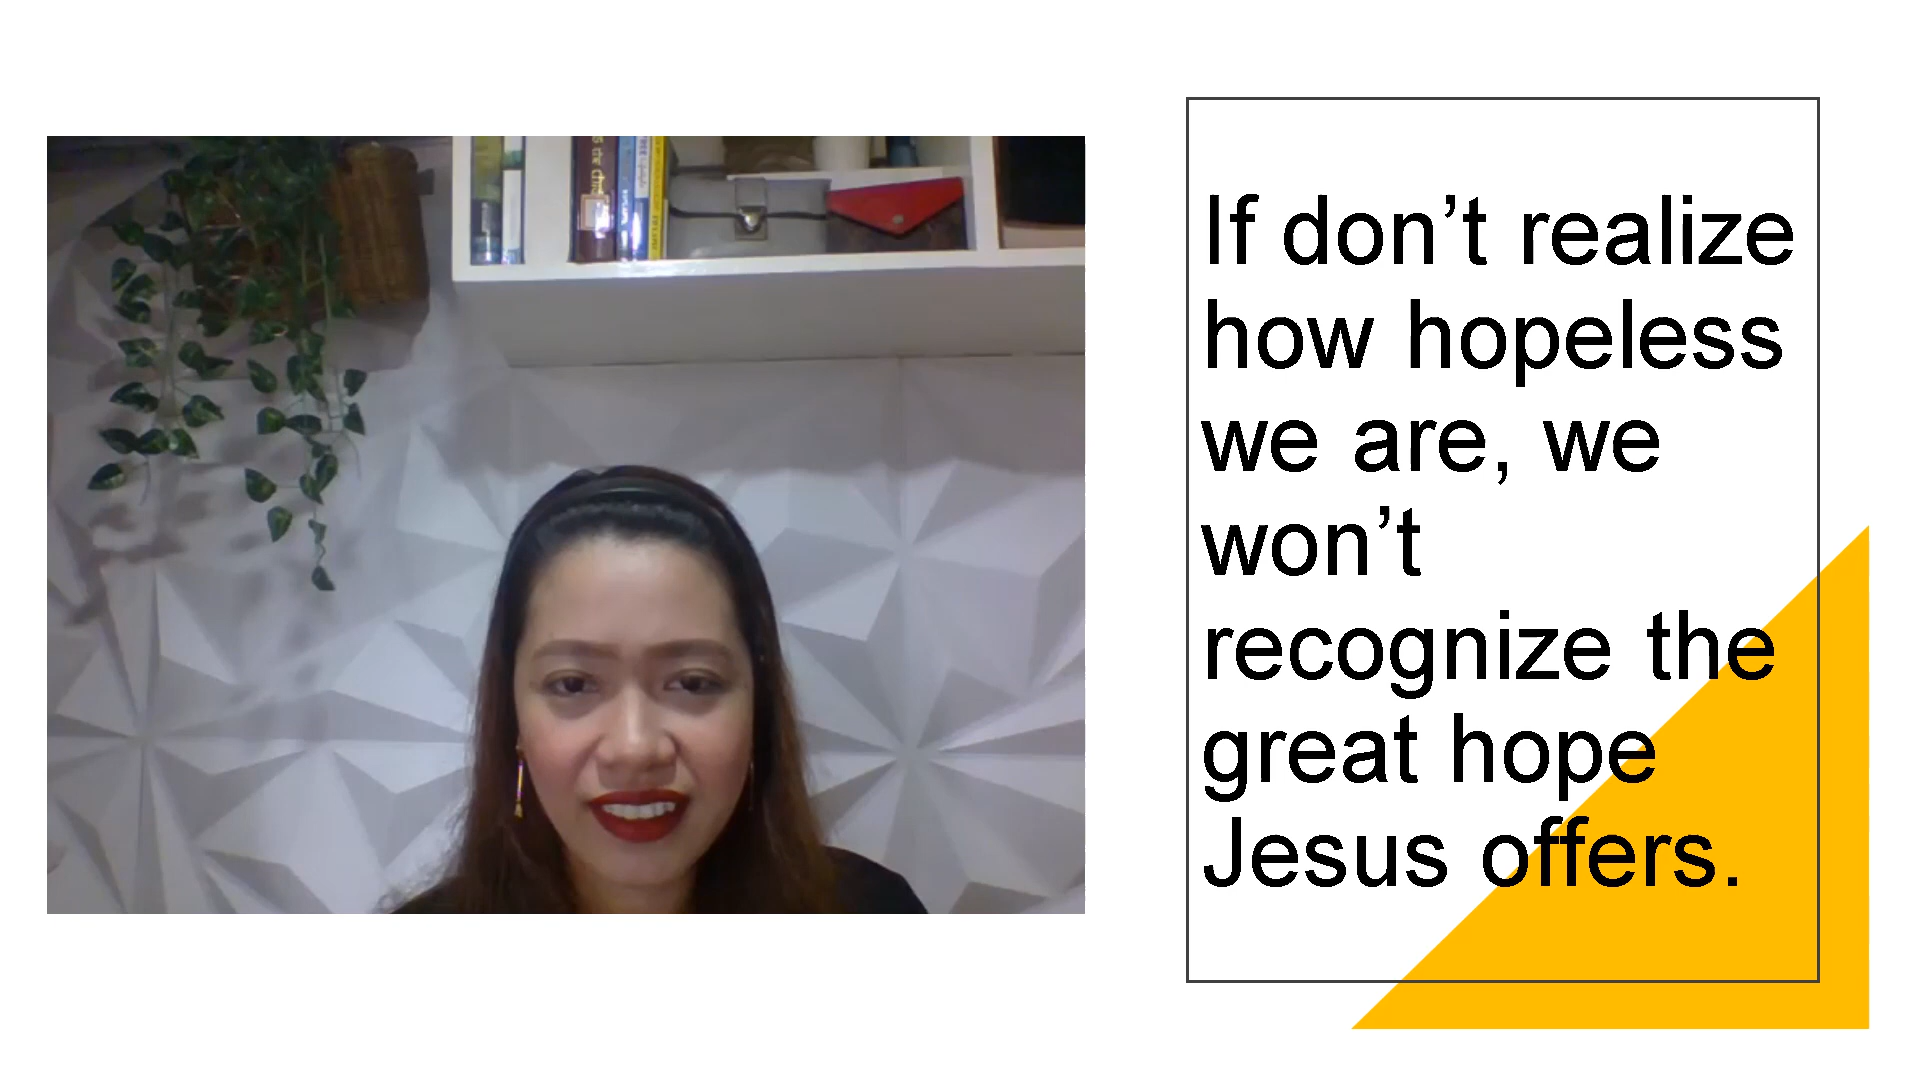 If don’t realize
how hopeless
we are, we
won’t
recognize the
great hope
Jesus offers.